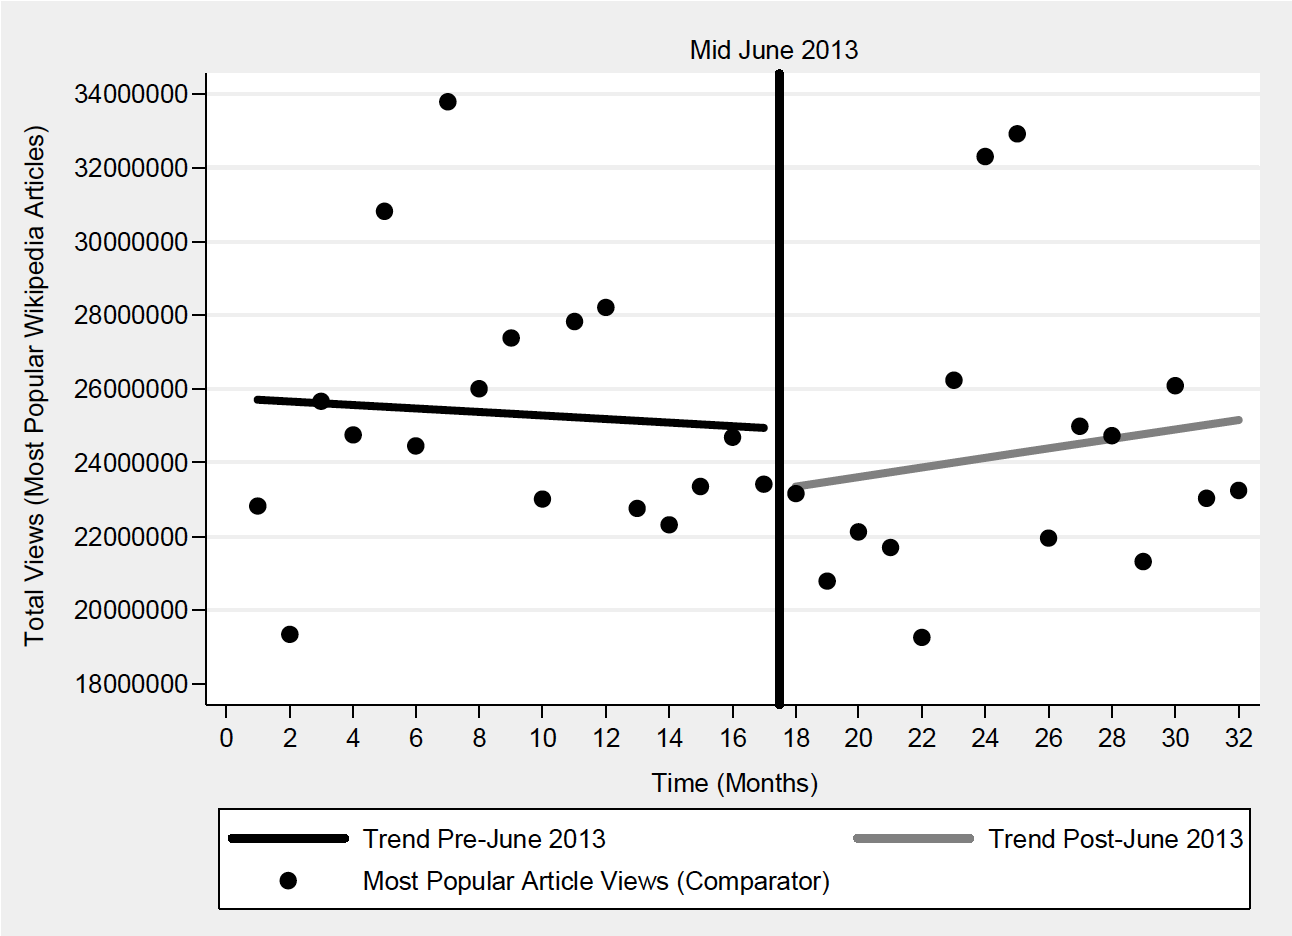 Mid June 2013
Total Views (Most Popular Wikipedia Articles)
34000000
32000000
30000000
28000000
26000000
24000000
22000000
20000000
18000000
0 2 4 6 8 10 12 14 16 18 20 22 24 26 28 30 32
Time (Months)
Trend Pre-June 2013 Trend Post-June 2013
Most Popular Article Views (Comparator)